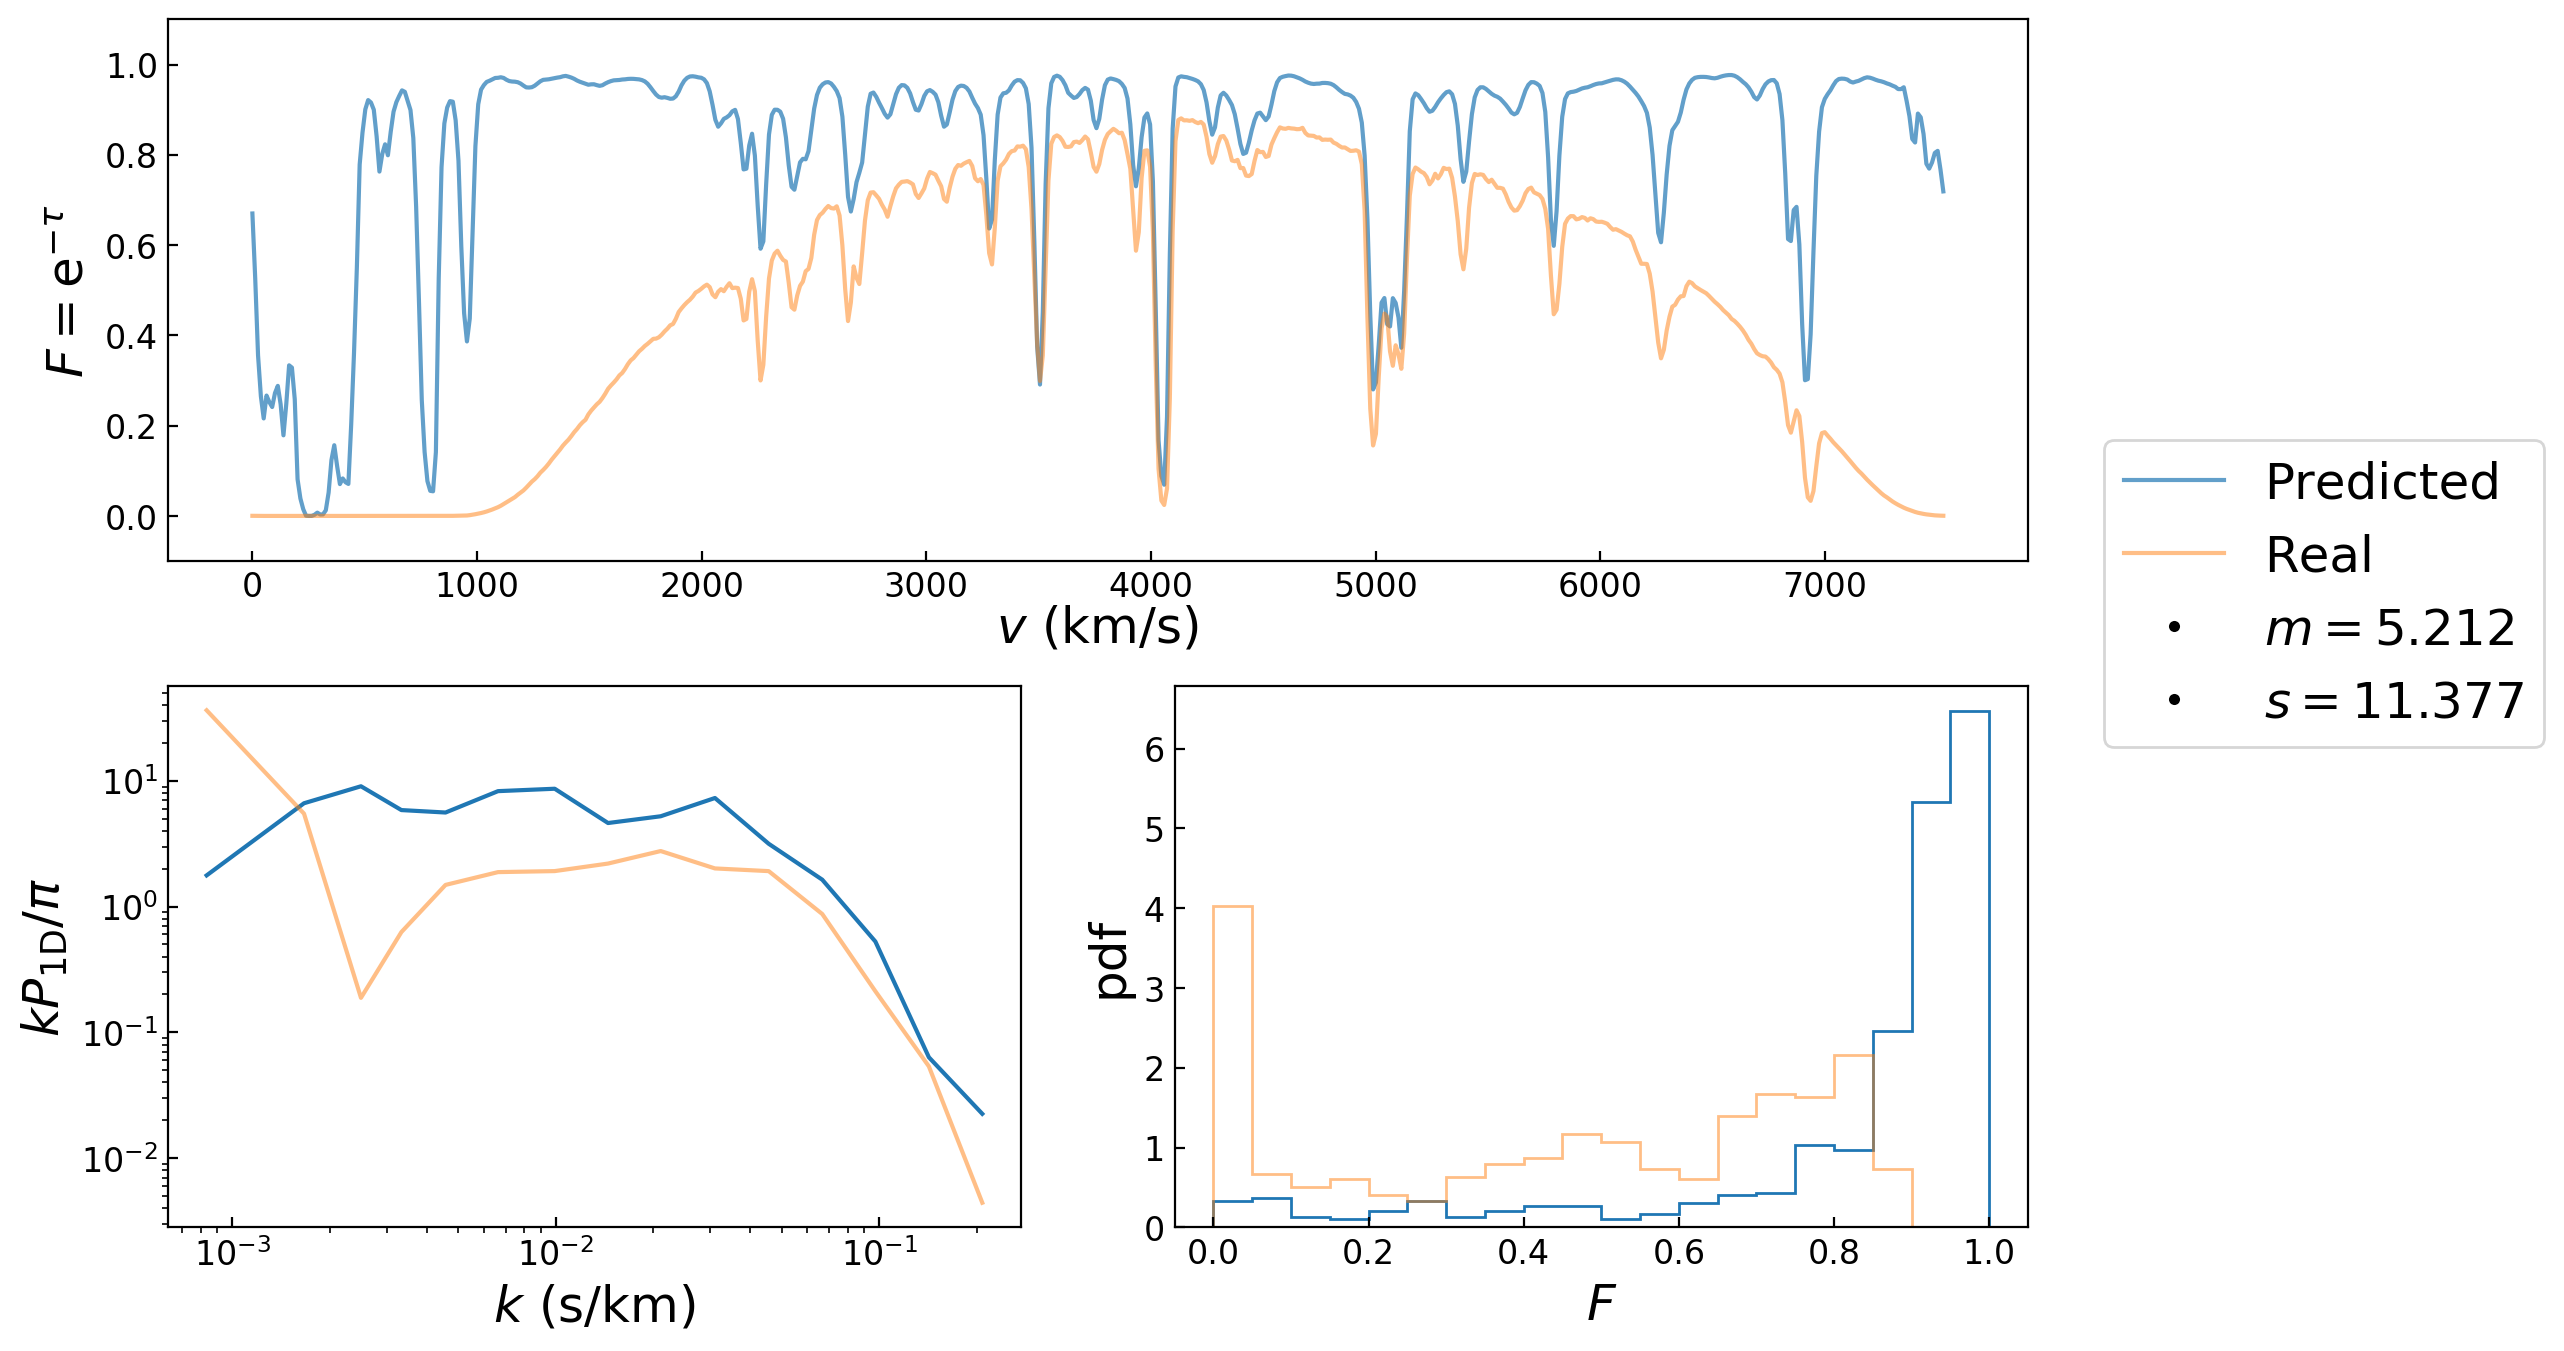 F = e^{−τ}
1.0
0.8
0.6
0.4
0.2
0.0
0 1000 2000 3000 4000 5000 6000 7000
v (km/s)
Predicted
Real
m = 5.212
s = 11.377
kP_{1D}/π
10^1
10^0
10^{−1}
10^{−2}
10^{−3} 10^{−2} 10^{−1}
k (s/km)
pdf
6
5
4
3
2
1
0
0.0 0.2 0.4 0.6 0.8 1.0
F